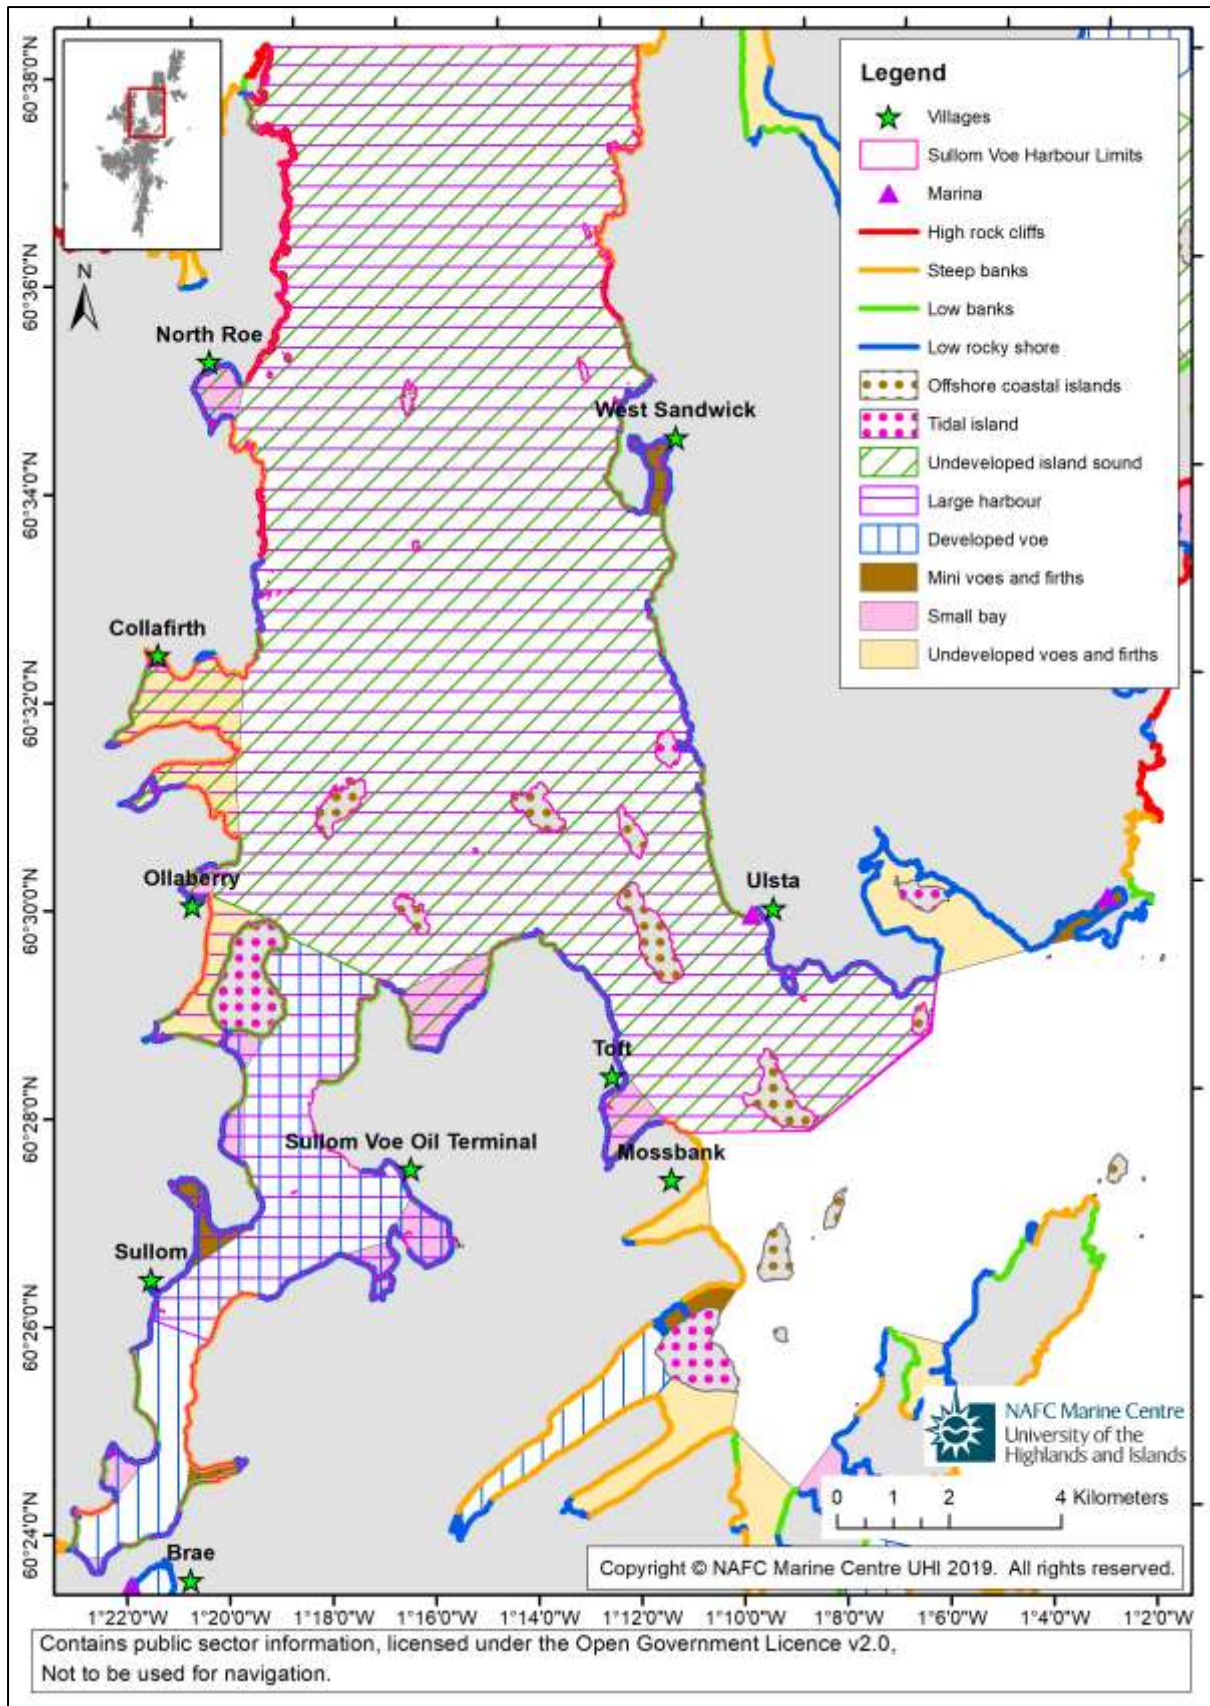 60°38'0"N
60°36'0"N
60°34'0"N
60°32'0"N
60°30'0"N
60°28'0"N
60°26'0"N
60°24'0"N
N
Legend
Villages
Sullom Voe Harbour Limits
Marina
High rock cliffs
Steep banks
Low banks
Low rocky shore
Offshore coastal islands
Tidal island
Undeveloped island sound
Large harbour
Developed voe
Mini voes and firths
Small bay
Undeveloped voes and firths
North Roe
West Sandwick
Collafirth
Ollaberry
Ulsta
Toft
Sullom Voe Oil Terminal
Mossbank
Sullom
Brae
NAFC Marine Centre
University of the
Highlands and Islands
0 1 2 4 Kilometers
Copyright © NAFC Marine Centre UHI 2019. All rights reserved.
1°22'0"W 1°20'0"W 1°18'0"W 1°16'0"W 1°14'0"W 1°12'0"W 1°10'0"W 1°8'0"W 1°6'0"W 1°4'0"W 1°2'0"W
Contains public sector information, licensed under the Open Government Licence v2.0,
Not to be used for navigation.